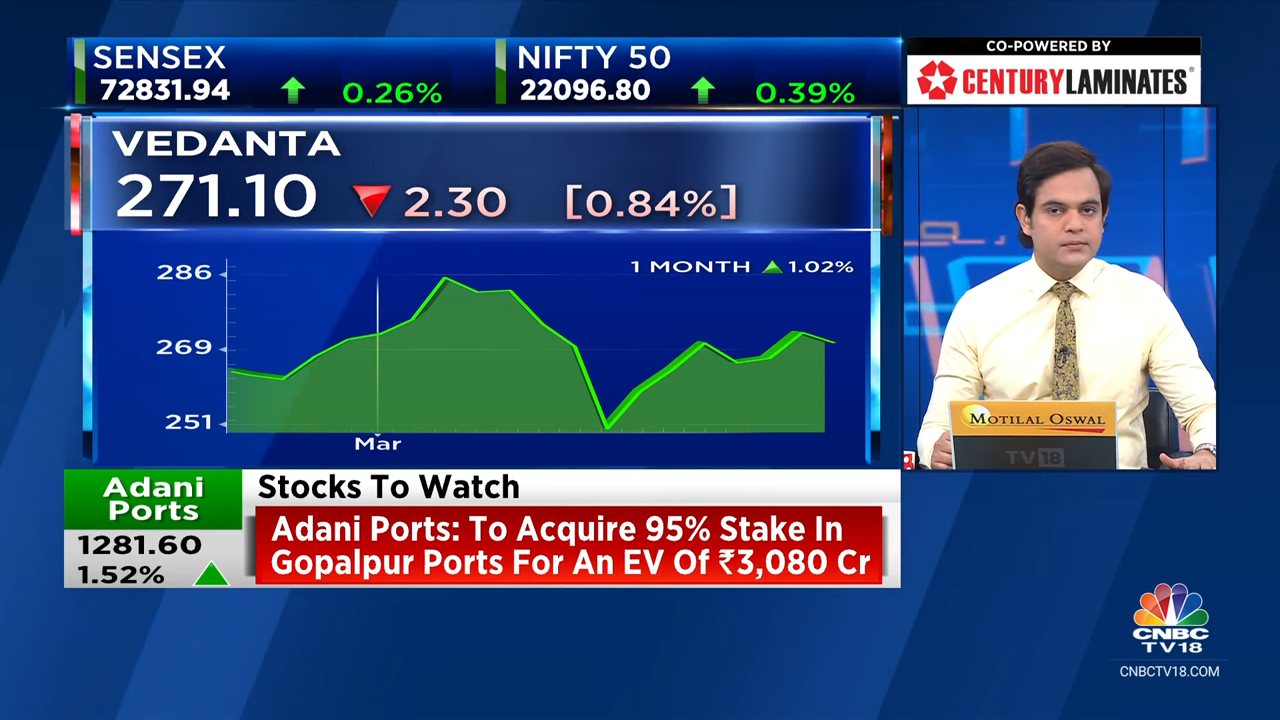 SENSEX
72831.94 0.26%
NIFTY 50
22096.80 0.39%
CO-POWERED BY
CENTURYLAMINATES®
VEDANTA
271.10 2.30 [0.84%]
1 MONTH 1.02%
286
269
251
Mar
MOTILAL OSWAL
TV18
Adani
Ports
1281.60
1.52%
Stocks To Watch
Adani Ports: To Acquire 95% Stake In
Gopalpur Ports For An EV Of ₹3,080 Cr
CNBC
TV18
CNBCTV18.COM